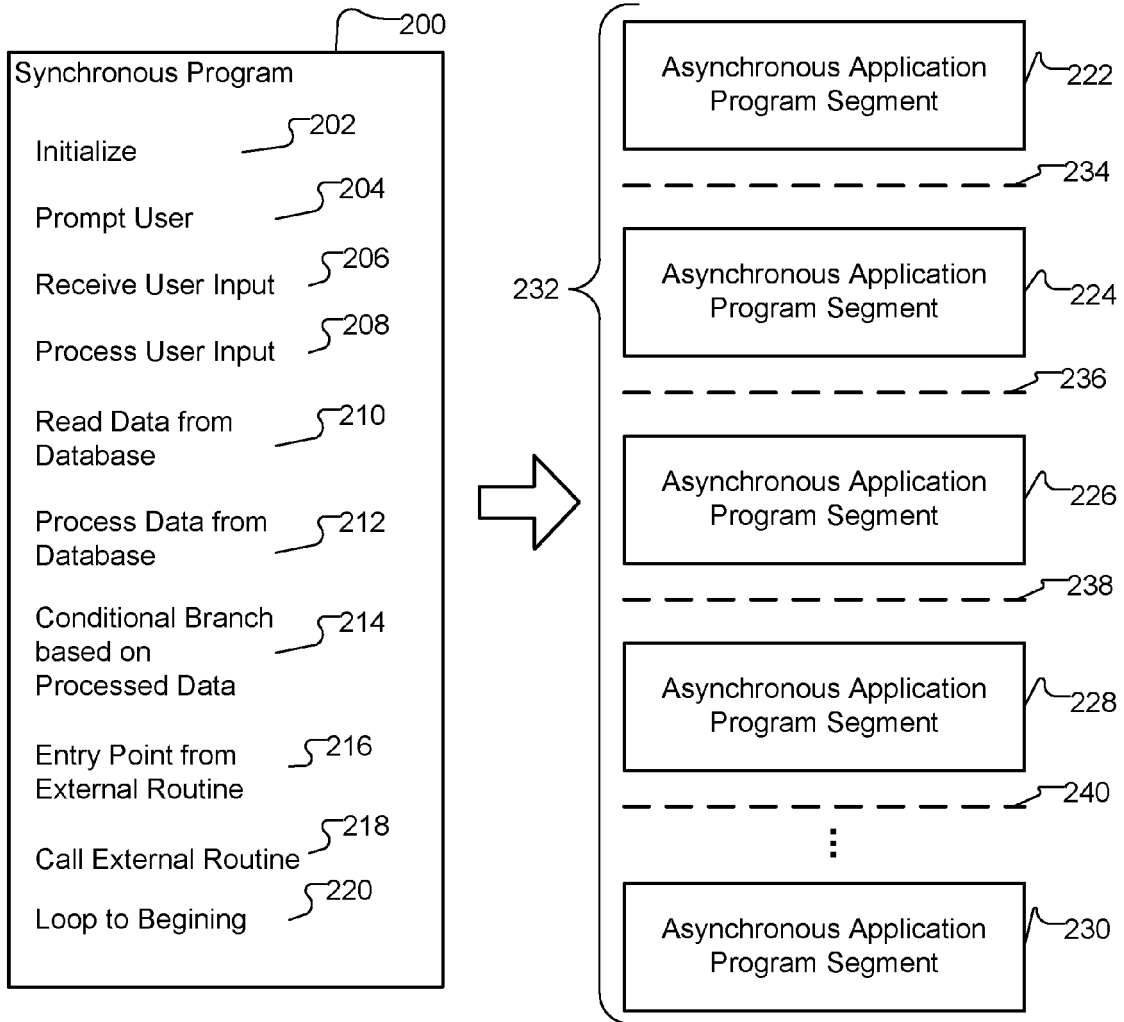 200
Synchronous Program
202
Initialize
204
Prompt User
206
Receive User Input
208
Process User Input
210
Read Data from
Database
212
Process Data from
Database
214
Conditional Branch
based on
Processed Data
216
Entry Point from
External Routine
218
Call External Routine
220
Loop to Begining
232
Asynchronous Application
Program Segment
222
234
Asynchronous Application
Program Segment
224
236
Asynchronous Application
Program Segment
226
238
Asynchronous Application
Program Segment
228
240
Asynchronous Application
Program Segment
230